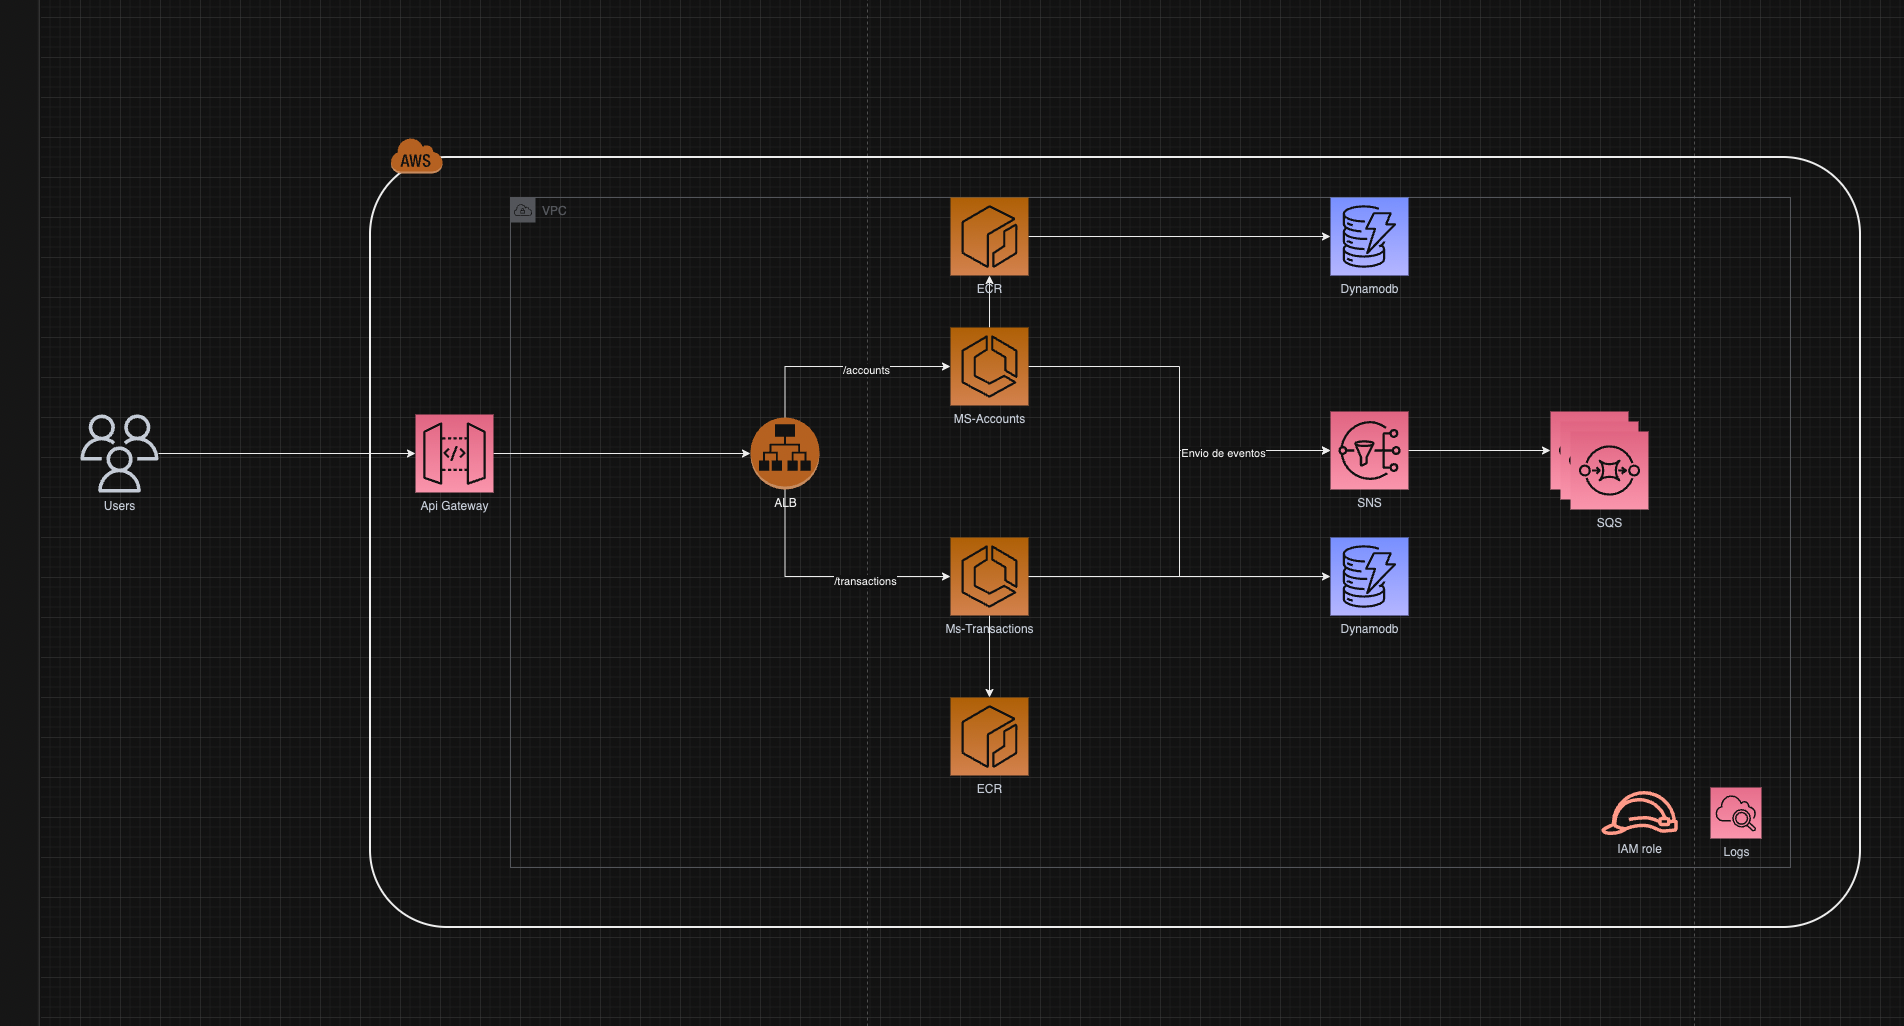 AWS
VPC
ECR
Dynamodb
/accounts
MS-Accounts
Users
Api Gateway
ALB
Envio de eventos
SNS
SQS
/transactions
Ms-Transactions
Dynamodb
ECR
IAM role
Logs